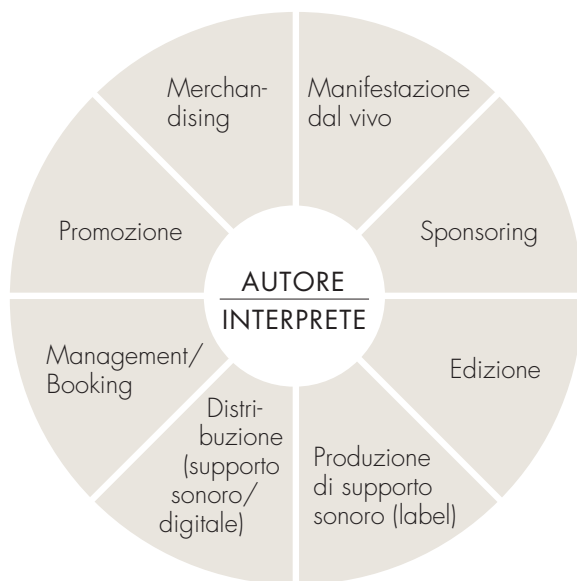 Merchan-
dising
Manifestazione
dal vivo
Promozione
Sponsoring
AUTORE
INTERPRETE
Management/
Booking
Edizione
Distri-
buzione
(supporto
sonoro/
digitale)
Produzione
di supporto
sonoro (label)